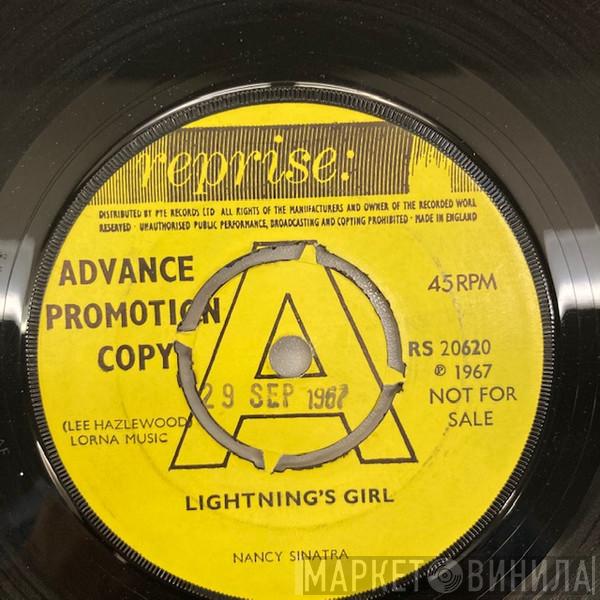 reprise:
DISTRIBUTED BY PYE RECORDS LTD ALL RIGHTS OF THE MANUFACTURERS AND OWNER OF THE RECORDED WORK
RESERVED · UNAUTHORISED PUBLIC PERFORMANCE, BROADCASTING AND COPYING PROHIBITED · MADE IN ENGLAND
ADVANCE
PROMOTION
COPY
A
45RPM
RS 20620
℗ 1967
NOT FOR
SALE
29 SEP 1967
(LEE HAZLEWOOD)
LORNA MUSIC
LIGHTNING'S GIRL
NANCY SINATRA
МАРКЕТ ВИНИЛА